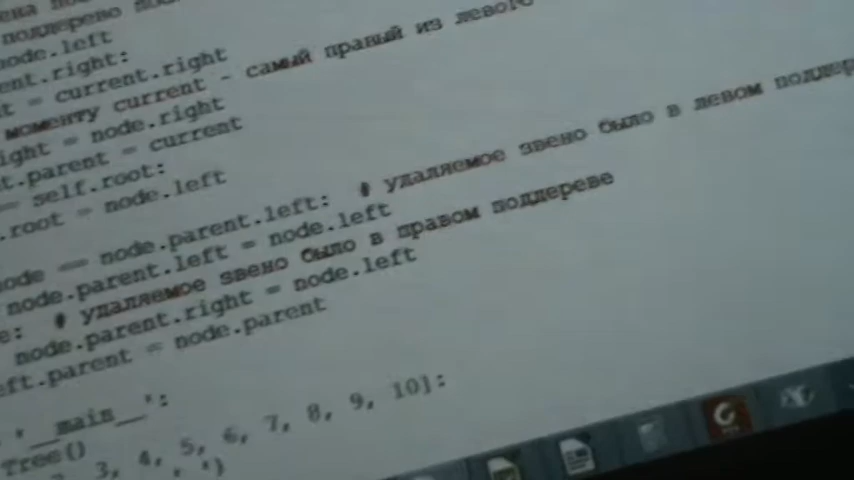 поддерево
node.left
ent.right:
t = current.right
моменту current - самый правый из левого
ight = node.right
t.parent = current
== self.root:
.root = node.left
node == node.parent.left: # удаляемое звено было в левом поддер
node.parent.left = node.left
e: # удаляемое звено было в правом поддереве
node.parent.right = node.left
eft.parent = node.parent
'__main__':
Tree()
3, 4, 5, 6, 7, 8, 9, 10]: